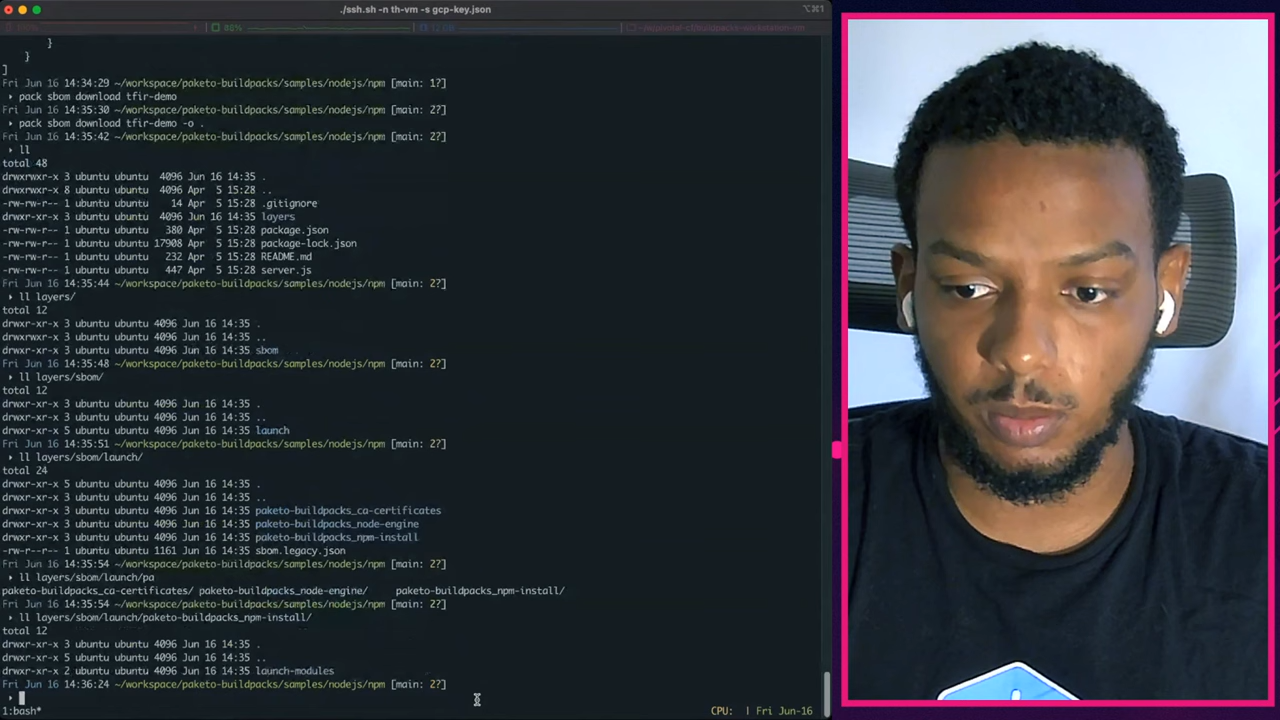 ./ssh.sh -n th-vm -s gcp-key.json
⌥⌘1
80%
}
}
]
Fri Jun 16 14:34:29 ~/workspace/paketo-buildpacks/samples/nodejs/npm [main: 1?]
‣ pack sbom download tfir-demo
Fri Jun 16 14:35:30 ~/workspace/paketo-buildpacks/samples/nodejs/npm [main: 2?]
‣ pack sbom download tfir-demo -o .
Fri Jun 16 14:35:42 ~/workspace/paketo-buildpacks/samples/nodejs/npm [main: 2?]
‣ ll
total 48
drwxrwxr-x 3 ubuntu ubuntu 4096 Jun 16 14:35 .
drwxrwxr-x 8 ubuntu ubuntu 4096 Apr 5 15:28 ..
-rw-rw-r-- 1 ubuntu ubuntu 14 Apr 5 15:28 .gitignore
drwxr-xr-x 3 ubuntu ubuntu 4096 Jun 16 14:35 layers
-rw-rw-r-- 1 ubuntu ubuntu 380 Apr 5 15:28 package.json
-rw-rw-r-- 1 ubuntu ubuntu 17908 Apr 5 15:28 package-lock.json
-rw-rw-r-- 1 ubuntu ubuntu 232 Apr 5 15:28 README.md
-rw-rw-r-- 1 ubuntu ubuntu 447 Apr 5 15:28 server.js
Fri Jun 16 14:35:44 ~/workspace/paketo-buildpacks/samples/nodejs/npm [main: 2?]
‣ ll layers/
total 12
drwxr-xr-x 3 ubuntu ubuntu 4096 Jun 16 14:35 .
drwxrwxr-x 3 ubuntu ubuntu 4096 Jun 16 14:35 ..
drwxr-xr-x 3 ubuntu ubuntu 4096 Jun 16 14:35 sbom
Fri Jun 16 14:35:48 ~/workspace/paketo-buildpacks/samples/nodejs/npm [main: 2?]
‣ ll layers/sbom/
total 12
drwxr-xr-x 3 ubuntu ubuntu 4096 Jun 16 14:35 .
drwxr-xr-x 3 ubuntu ubuntu 4096 Jun 16 14:35 ..
drwxr-xr-x 5 ubuntu ubuntu 4096 Jun 16 14:35 launch
Fri Jun 16 14:35:51 ~/workspace/paketo-buildpacks/samples/nodejs/npm [main: 2?]
‣ ll layers/sbom/launch/
total 24
drwxr-xr-x 5 ubuntu ubuntu 4096 Jun 16 14:35 .
drwxr-xr-x 3 ubuntu ubuntu 4096 Jun 16 14:35 ..
drwxr-xr-x 3 ubuntu ubuntu 4096 Jun 16 14:35 paketo-buildpacks_ca-certificates
drwxr-xr-x 3 ubuntu ubuntu 4096 Jun 16 14:35 paketo-buildpacks_node-engine
drwxr-xr-x 3 ubuntu ubuntu 4096 Jun 16 14:35 paketo-buildpacks_npm-install
-rw-r--r-- 1 ubuntu ubuntu 1161 Jun 16 14:35 sbom.legacy.json
Fri Jun 16 14:35:54 ~/workspace/paketo-buildpacks/samples/nodejs/npm [main: 2?]
‣ ll layers/sbom/launch/pa
paketo-buildpacks_ca-certificates/ paketo-buildpacks_node-engine/ paketo-buildpacks_npm-install/
Fri Jun 16 14:35:54 ~/workspace/paketo-buildpacks/samples/nodejs/npm [main: 2?]
‣ ll layers/sbom/launch/paketo-buildpacks_npm-install/
total 12
drwxr-xr-x 3 ubuntu ubuntu 4096 Jun 16 14:35 .
drwxr-xr-x 5 ubuntu ubuntu 4096 Jun 16 14:35 ..
drwxr-xr-x 2 ubuntu ubuntu 4096 Jun 16 14:35 launch-modules
Fri Jun 16 14:36:24 ~/workspace/paketo-buildpacks/samples/nodejs/npm [main: 2?]
‣
1:bash* CPU: | Fri Jun-16